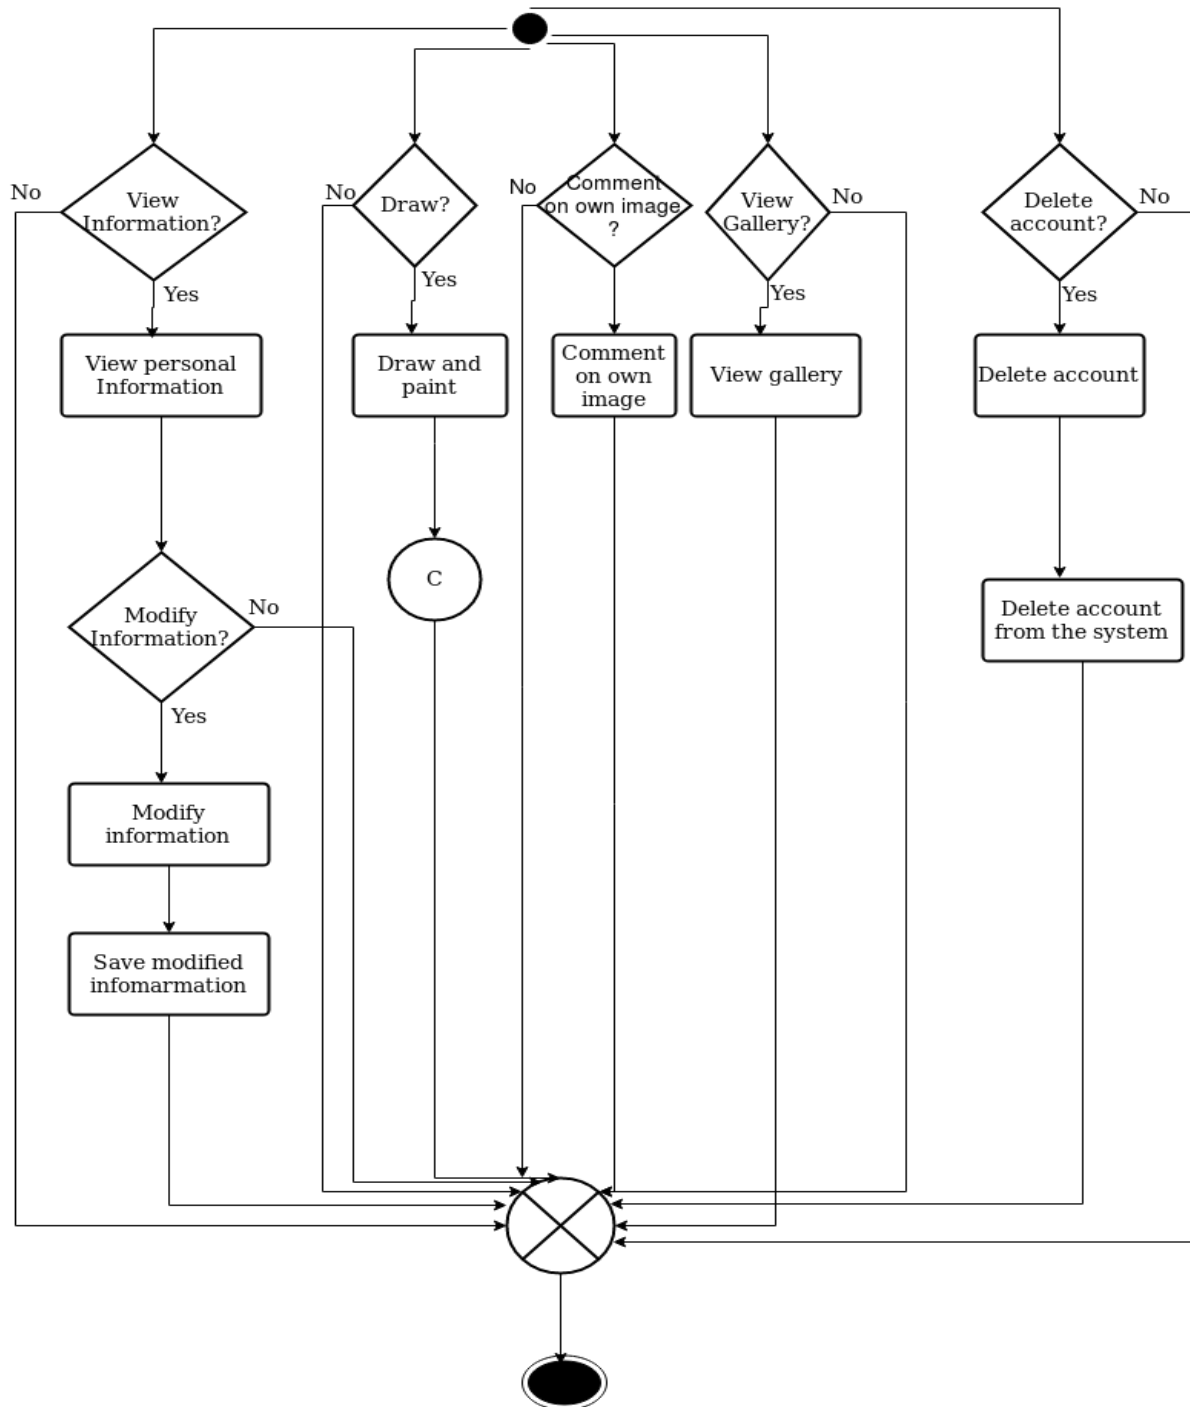 No
View
Information?
Yes
View personal
Information
Modify
Information?
No
Yes
Modify
information
Save modified
infomarmation
No
Draw?
Yes
Draw and
paint
C
No
Comment
on own image
?
Comment
on own
image
View
Gallery?
No
Yes
View gallery
Delete
account?
No
Yes
Delete account
Delete account
from the system